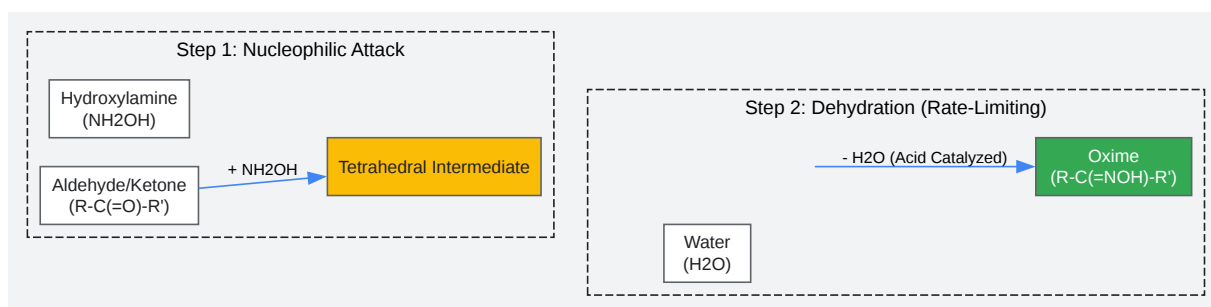 Step 1: Nucleophilic Attack
Hydroxylamine
(NH2OH)
Aldehyde/Ketone
(R-C(=O)-R')
+ NH2OH
Tetrahedral Intermediate
Step 2: Dehydration (Rate-Limiting)
- H2O (Acid Catalyzed)
Oxime
(R-C(=NOH)-R')
Water
(H2O)